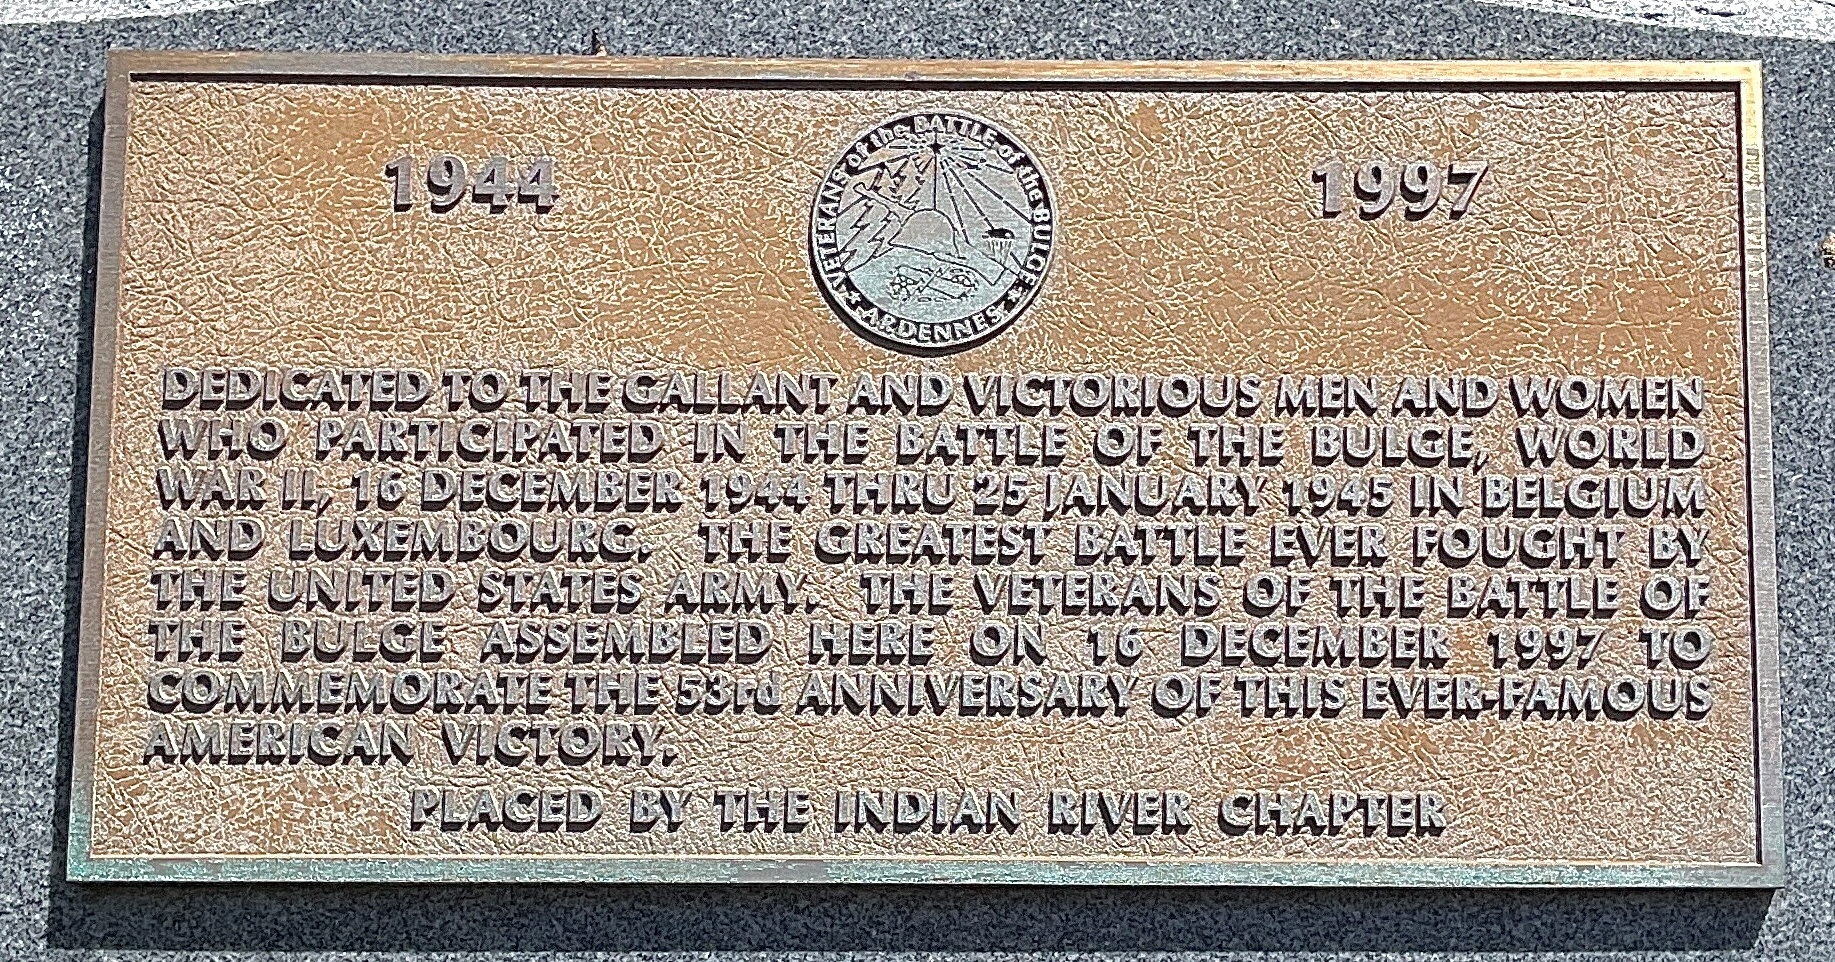 1944
VETERANS of the BATTLE of the BULGE
ARDENNES
1997
DEDICATED TO THE GALLANT AND VICTORIOUS MEN AND WOMEN
WHO PARTICIPATED IN THE BATTLE OF THE BULGE, WORLD
WAR II, 16 DECEMBER 1944 THRU 25 JANUARY 1945 IN BELGIUM
AND LUXEMBOURG. THE GREATEST BATTLE EVER FOUGHT BY
THE UNITED STATES ARMY. THE VETERANS OF THE BATTLE OF
THE BULGE ASSEMBLED HERE ON 16 DECEMBER 1997 TO
COMMEMORATE THE 53rd ANNIVERSARY OF THIS EVER-FAMOUS
AMERICAN VICTORY.
PLACED BY THE INDIAN RIVER CHAPTER